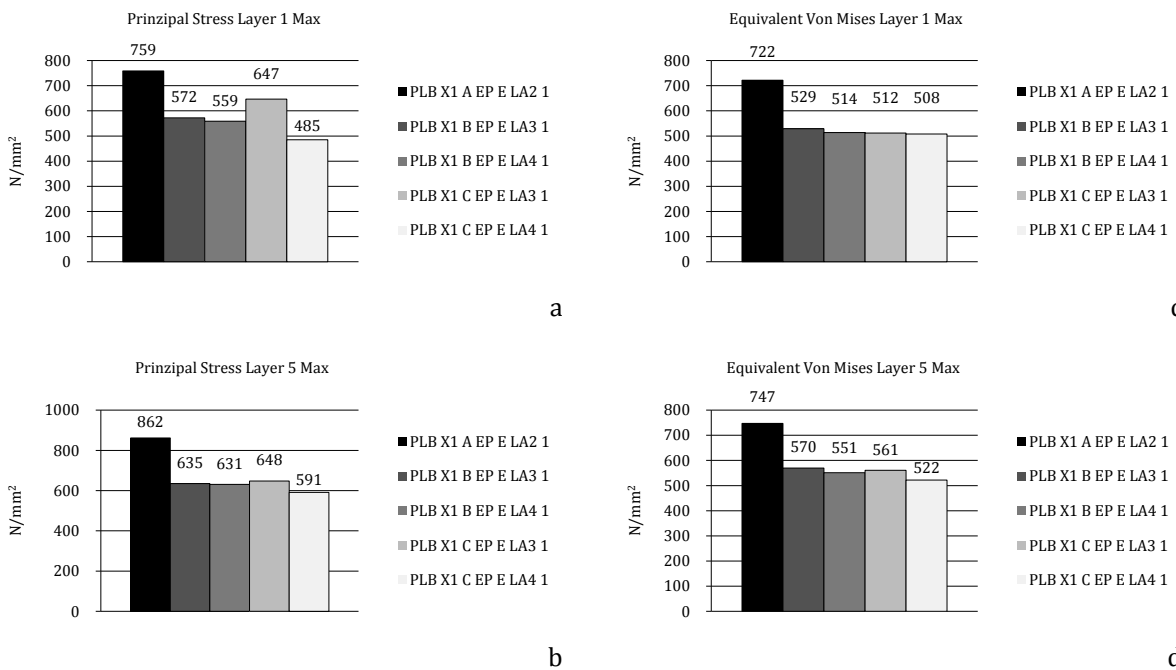 Prinzipal Stress Layer 1 Max
759
800
700
600
500
400
300
200
100
0
N/mm²
572
559
647
485
PLB X1 A EP E LA2 1
PLB X1 B EP E LA3 1
PLB X1 B EP E LA4 1
PLB X1 C EP E LA3 1
PLB X1 C EP E LA4 1
a
Equivalent Von Mises Layer 1 Max
722
800
700
600
500
400
300
200
100
0
N/mm²
529
514
512
508
PLB X1 A EP E LA2 1
PLB X1 B EP E LA3 1
PLB X1 B EP E LA4 1
PLB X1 C EP E LA3 1
PLB X1 C EP E LA4 1
Prinzipal Stress Layer 5 Max
1000
800
600
400
200
0
N/mm²
862
635
631
648
591
PLB X1 A EP E LA2 1
PLB X1 B EP E LA3 1
PLB X1 B EP E LA4 1
PLB X1 C EP E LA3 1
PLB X1 C EP E LA4 1
b
Equivalent Von Mises Layer 5 Max
747
800
700
600
500
400
300
200
100
0
N/mm²
570
551
561
522
PLB X1 A EP E LA2 1
PLB X1 B EP E LA3 1
PLB X1 B EP E LA4 1
PLB X1 C EP E LA3 1
PLB X1 C EP E LA4 1